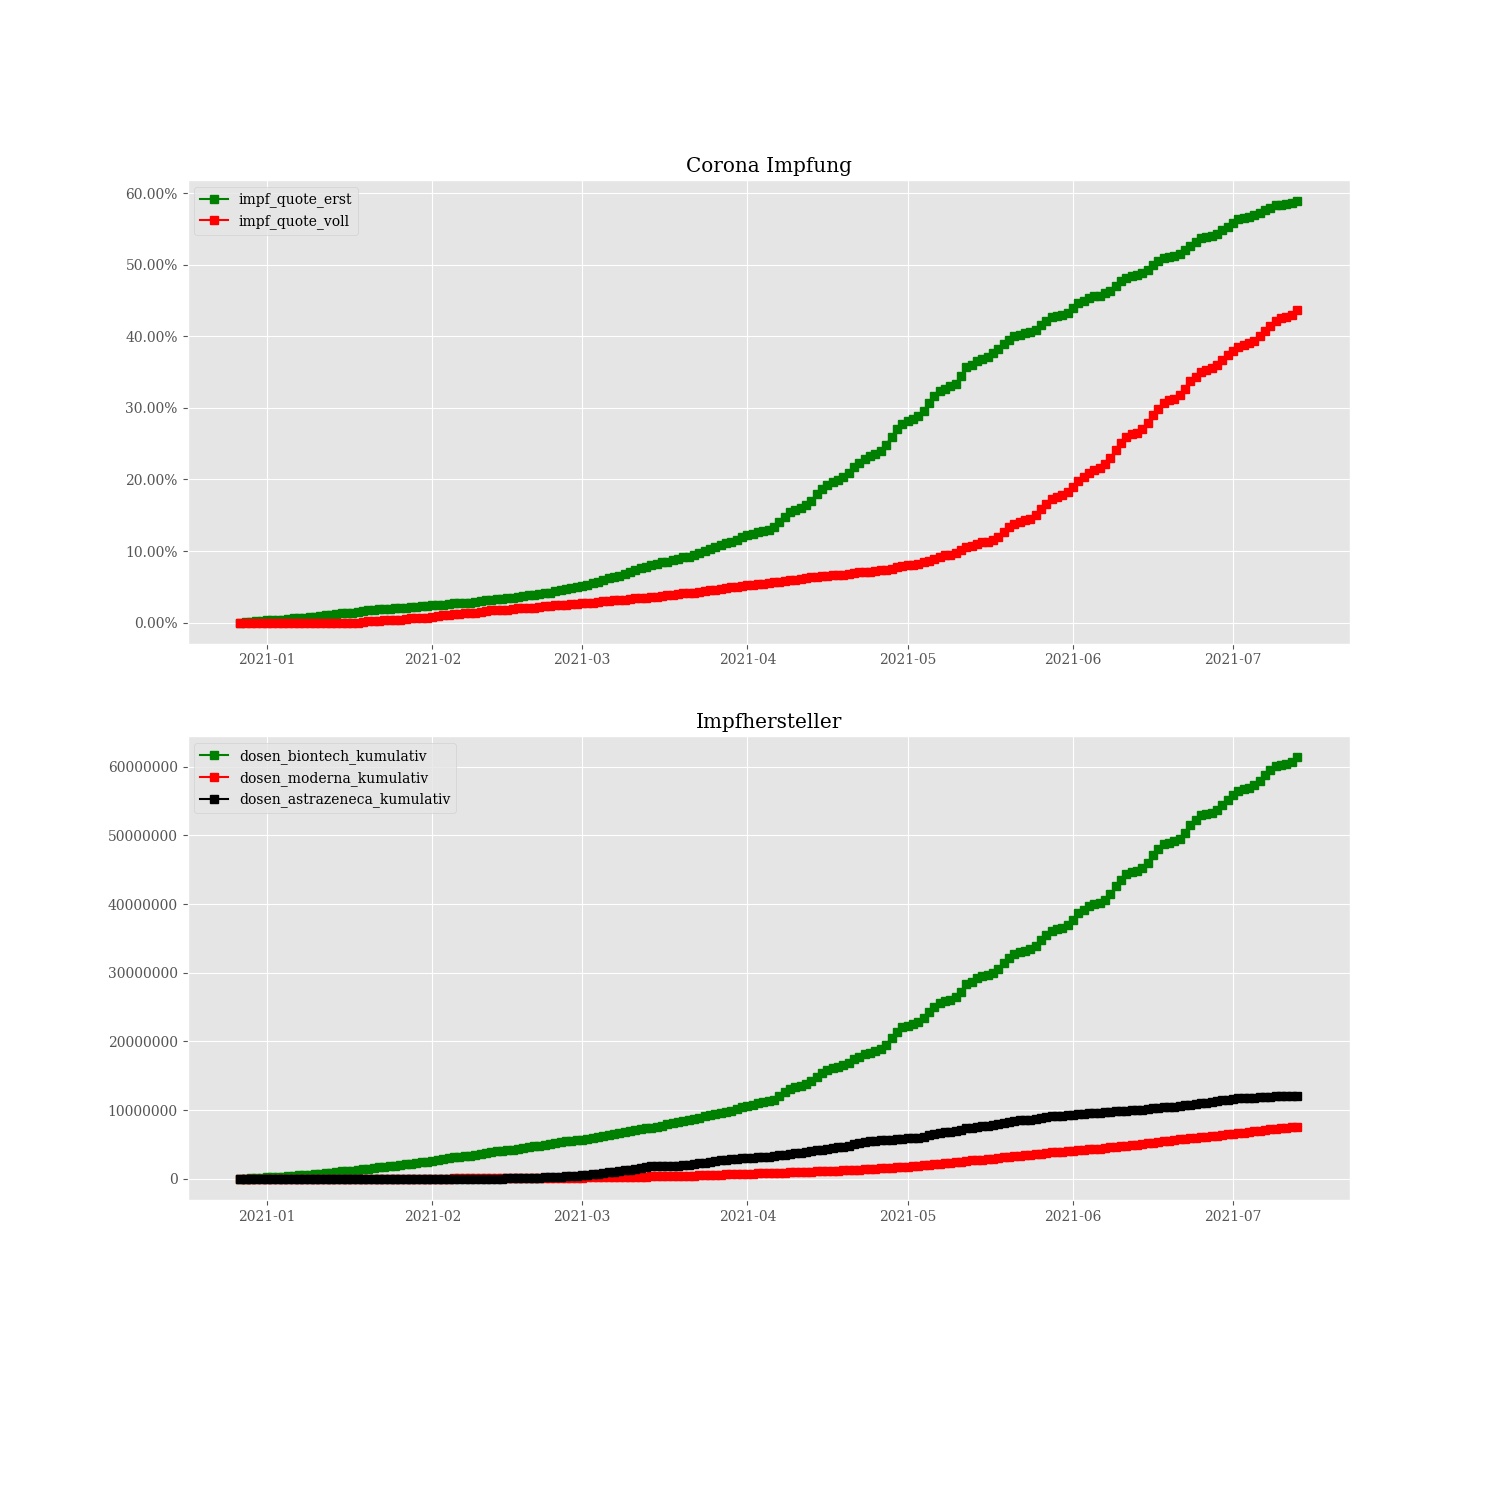 Corona Impfung
impf_quote_erst
impf_quote_voll
60.00%
50.00%
40.00%
30.00%
20.00%
10.00%
0.00%
2021-01 2021-02 2021-03 2021-04 2021-05 2021-06 2021-07
Impfhersteller
dosen_biontech_kumulativ
dosen_moderna_kumulativ
dosen_astrazeneca_kumulativ
60000000
50000000
40000000
30000000
20000000
10000000
0
2021-01 2021-02 2021-03 2021-04 2021-05 2021-06 2021-07